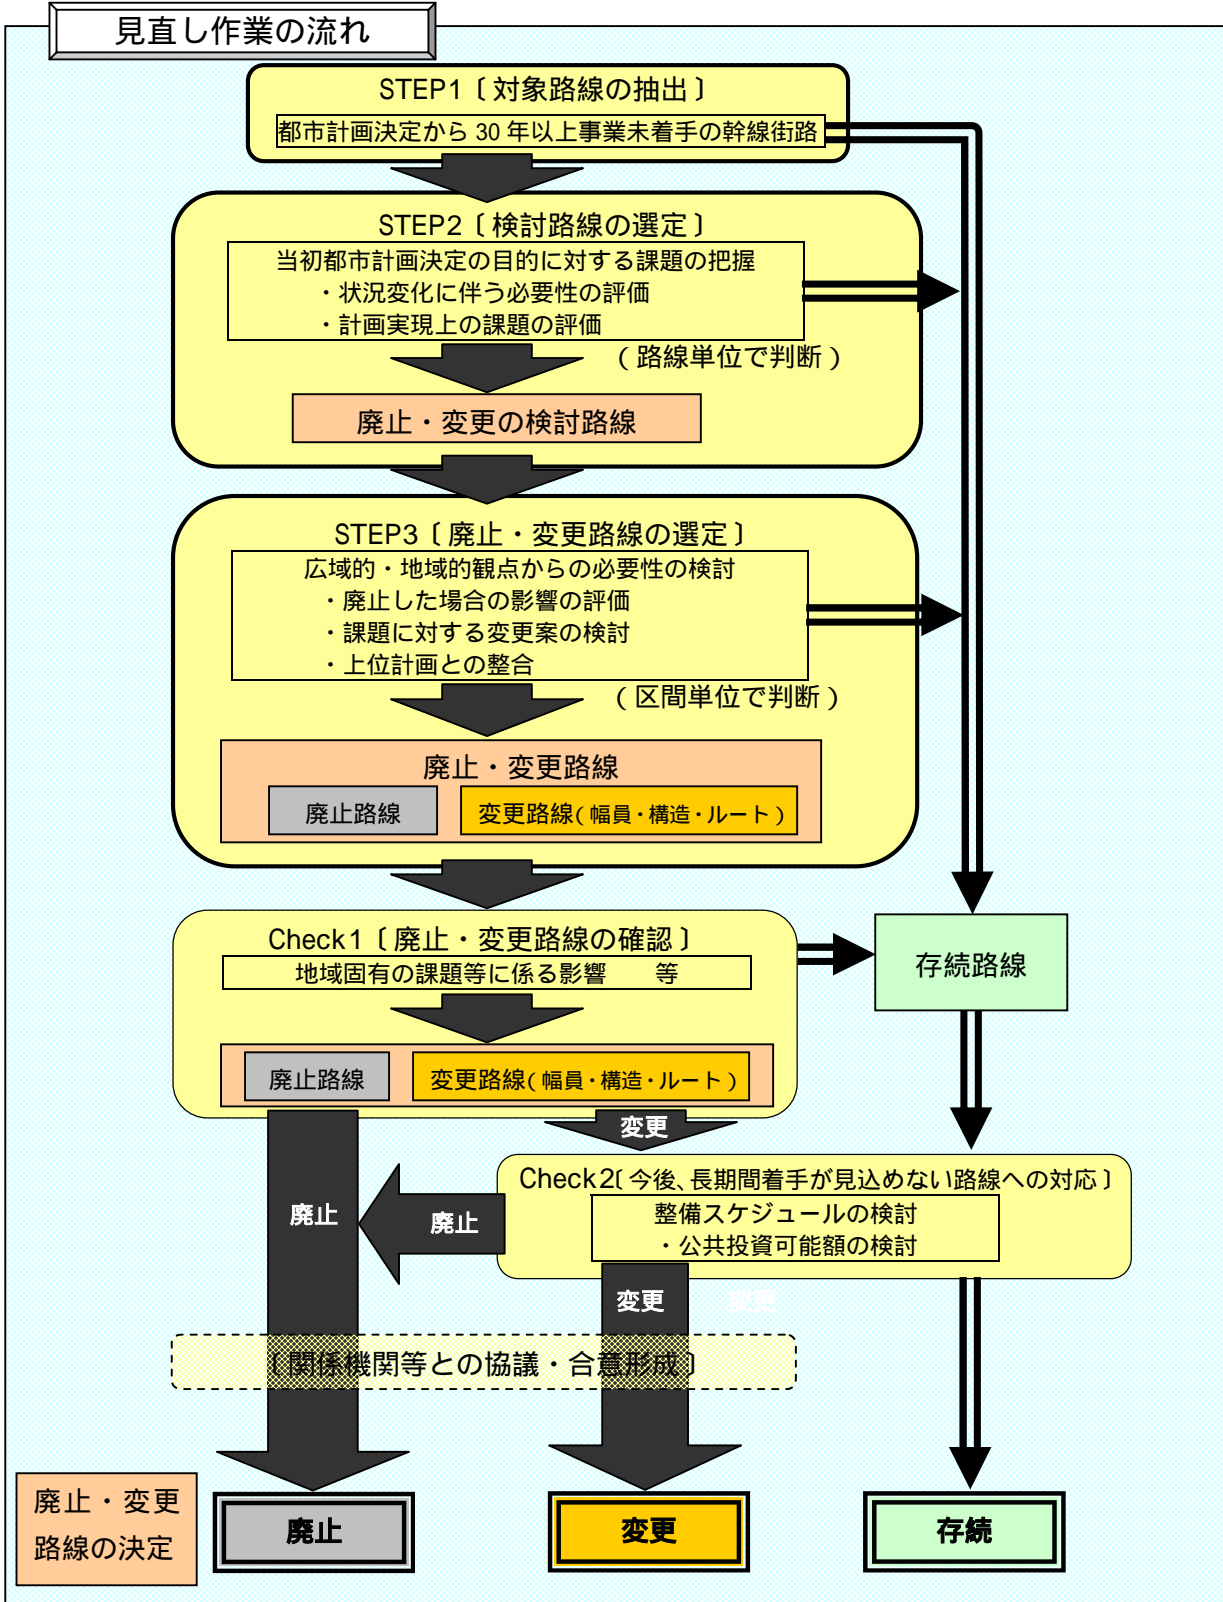 見直し作業の流れ
STEP1〔対象路線の抽出〕
都市計画決定から30年以上事業未着手の幹線街路
STEP2〔検討路線の選定〕
当初都市計画決定の目的に対する課題の把握
・状況変化に伴う必要性の評価
・計画実現上の課題の評価
(路線単位で判断)
廃止・変更の検討路線
STEP3〔廃止・変更路線の選定〕
広域的・地域的観点からの必要性の検討
・廃止した場合の影響の評価
・課題に対する変更案の検討
・上位計画との整合
(区間単位で判断)
廃止・変更路線
廃止路線
変更路線(幅員・構造・ルート)
Check1〔廃止・変更路線の確認〕
地域固有の課題等に係る影響　等
存続路線
廃止路線
変更路線(幅員・構造・ルート)
変更
Check2〔今後、長期間着手が見込めない路線への対応〕
整備スケジュールの検討
・公共投資可能額の検討
廃止
廃止
変更
変更
〔関係機関等との協議・合意形成〕
廃止・変更
路線の決定
廃止
変更
存続